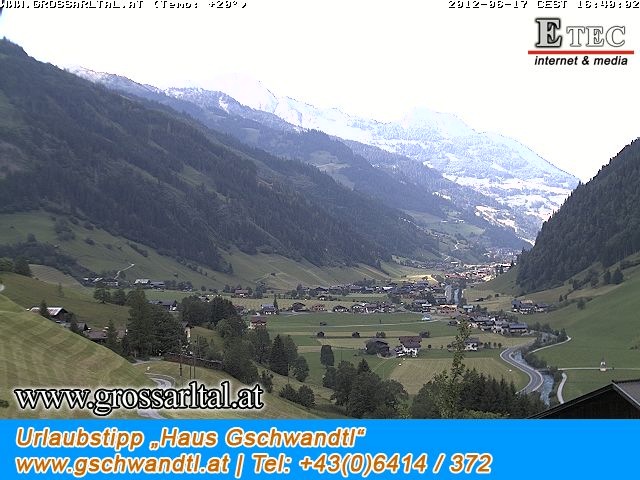 WWW.GROSSARLTAL.AT (Temp: +20°)
2012-06-17 CEST 16:40:02
ETEC
internet & media
www.grossarltal.at
Urlaubstipp „Haus Gschwandtl“
www.gschwandtl.at | Tel: +43(0)6414 / 372